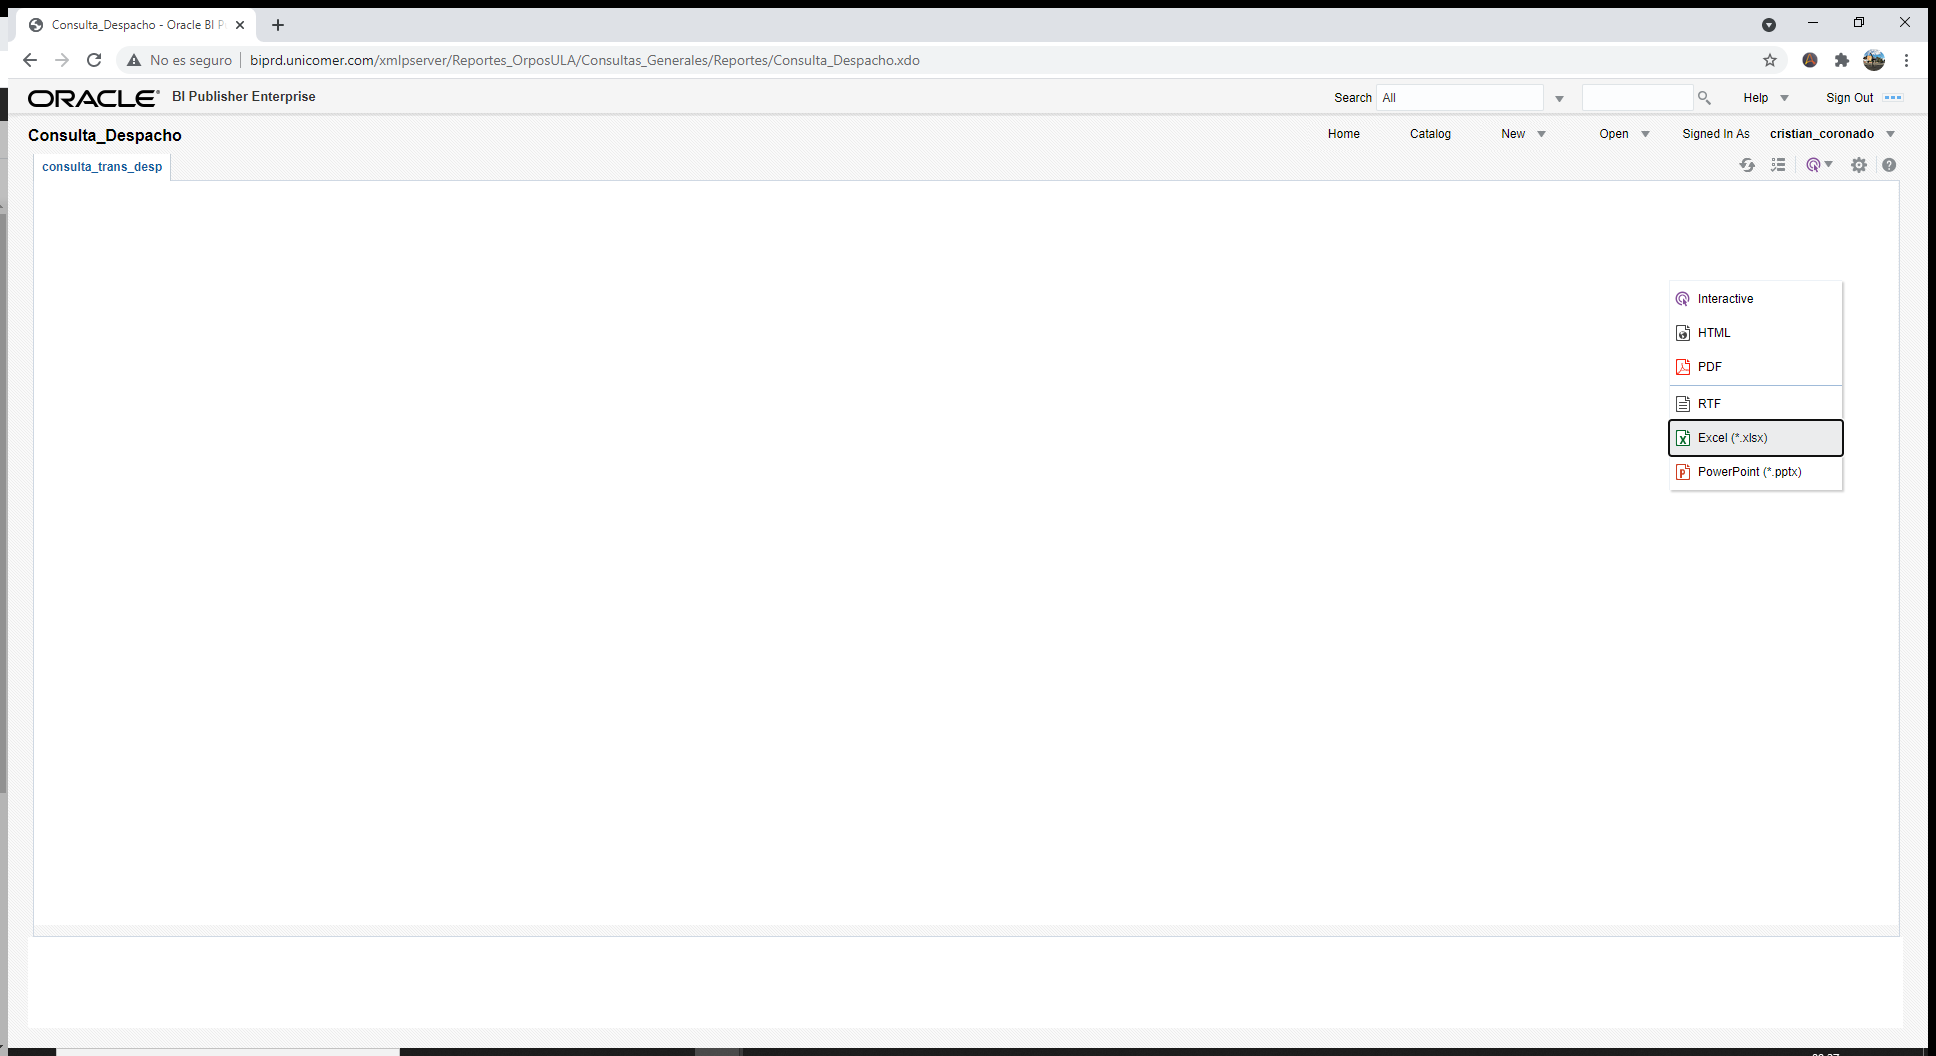 Consulta_Despacho - Oracle BI P
No es seguro
biprd.unicomer.com/xmlpserver/Reportes_OrposULA/Consultas_Generales/Reportes/Consulta_Despacho.xdo
ORACLE BI Publisher Enterprise
Search All
Help
Sign Out
Consulta_Despacho
Home
Catalog
New
Open
Signed In As cristian_coronado
consulta_trans_desp
Interactive
HTML
PDF
RTF
Excel (*.xlsx)
PowerPoint (*.pptx)